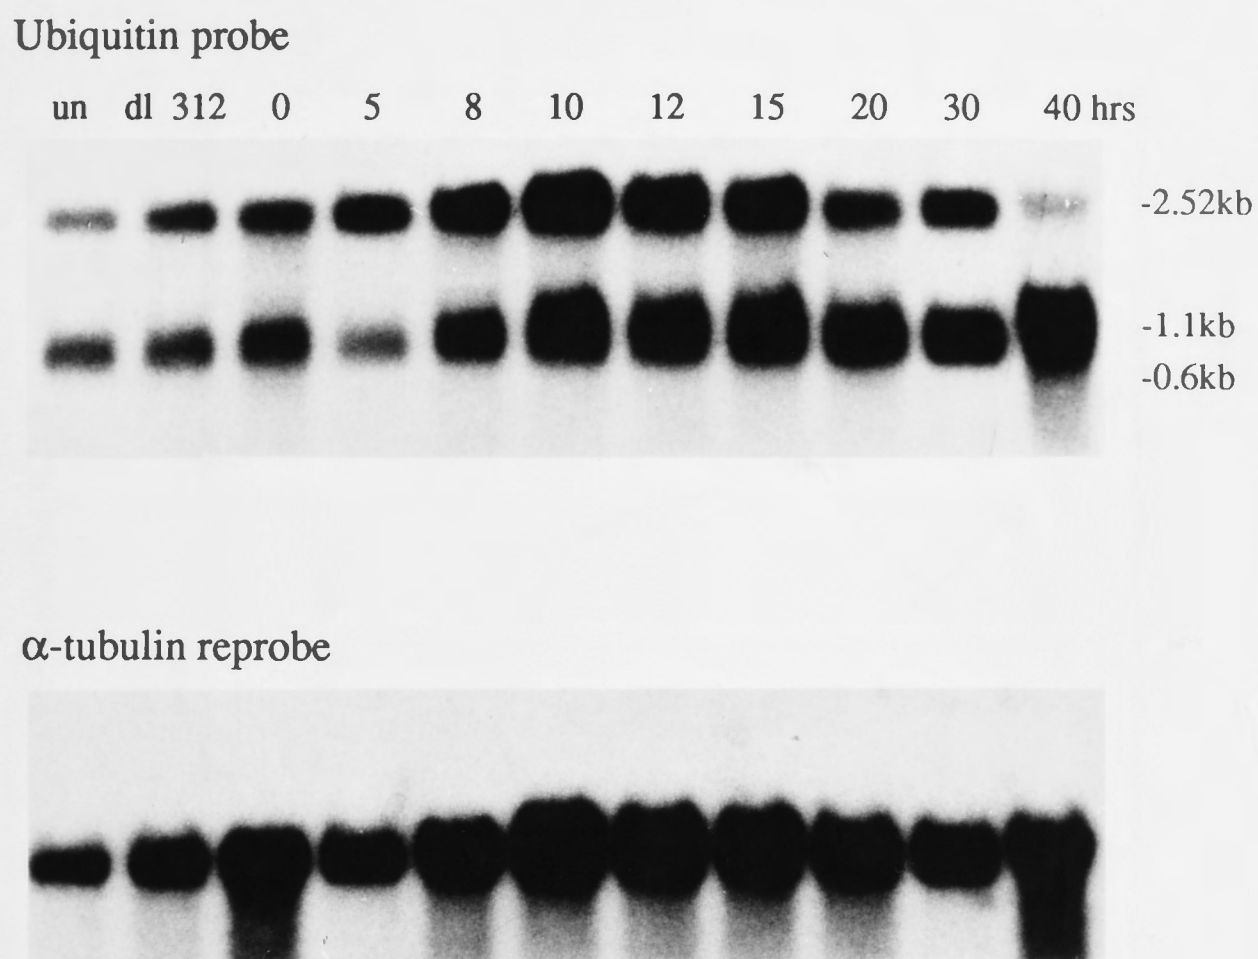 Ubiquitin probe
un dl 312 0 5 8 10 12 15 20 30 40 hrs
-2.52kb
-1.1kb
-0.6kb
α-tubulin reprobe